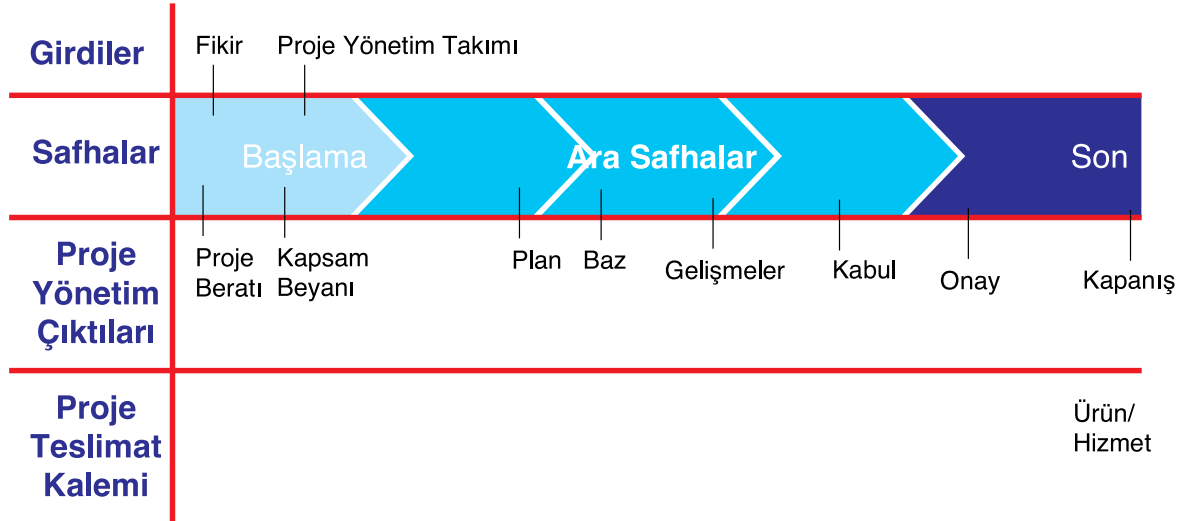 Girdiler
Fikir
Proje Yönetim Takımı
Safhalar
Başlama
Ara Safhalar
Son
Proje
Yönetim
Çıktıları
Proje
Beratı
Kapsam
Beyanı
Plan
Baz
Gelişmeler
Kabul
Onay
Kapanış
Proje
Teslimat
Kalemi
Ürün/
Hizmet